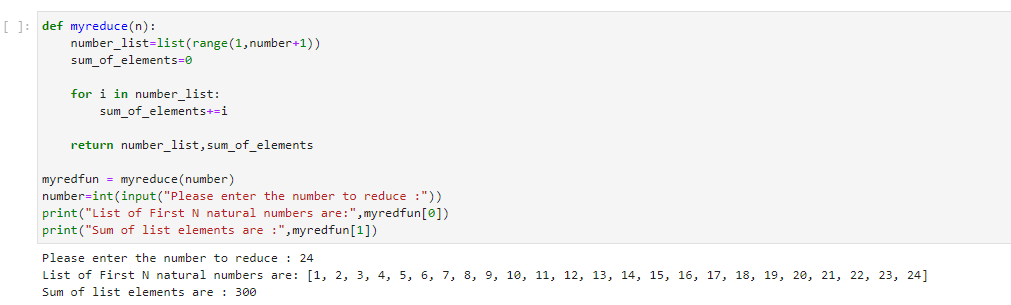 [ ]: def myreduce(n):
    number_list=list(range(1,number+1))
    sum_of_elements=0

    for i in number_list:
        sum_of_elements+=i

    return number_list,sum_of_elements

myredfun = myreduce(number)
number=int(input("Please enter the number to reduce :"))
print("List of First N natural numbers are:",myredfun[0])
print("Sum of list elements are :",myredfun[1])
Please enter the number to reduce : 24
List of First N natural numbers are: [1, 2, 3, 4, 5, 6, 7, 8, 9, 10, 11, 12, 13, 14, 15, 16, 17, 18, 19, 20, 21, 22, 23, 24]
Sum of list elements are : 300